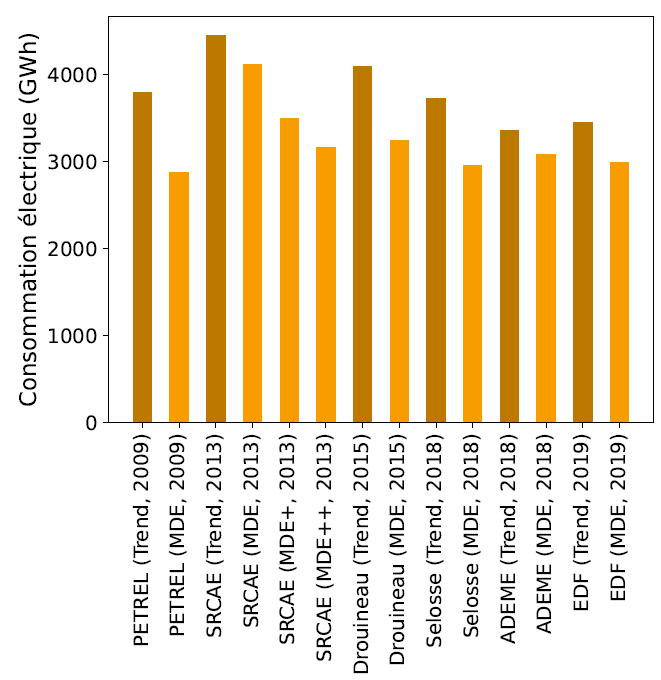 Consommation électrique (GWh)
4000
3000
2000
1000
0
PETREL (Trend, 2009)
PETREL (MDE, 2009)
SRCAE (Trend, 2013)
SRCAE (MDE, 2013)
SRCAE (MDE+, 2013)
SRCAE (MDE++, 2013)
Drouineau (Trend, 2015)
Drouineau (MDE, 2015)
Selosse (Trend, 2018)
Selosse (MDE, 2018)
ADEME (Trend, 2018)
ADEME (MDE, 2018)
EDF (Trend, 2019)
EDF (MDE, 2019)